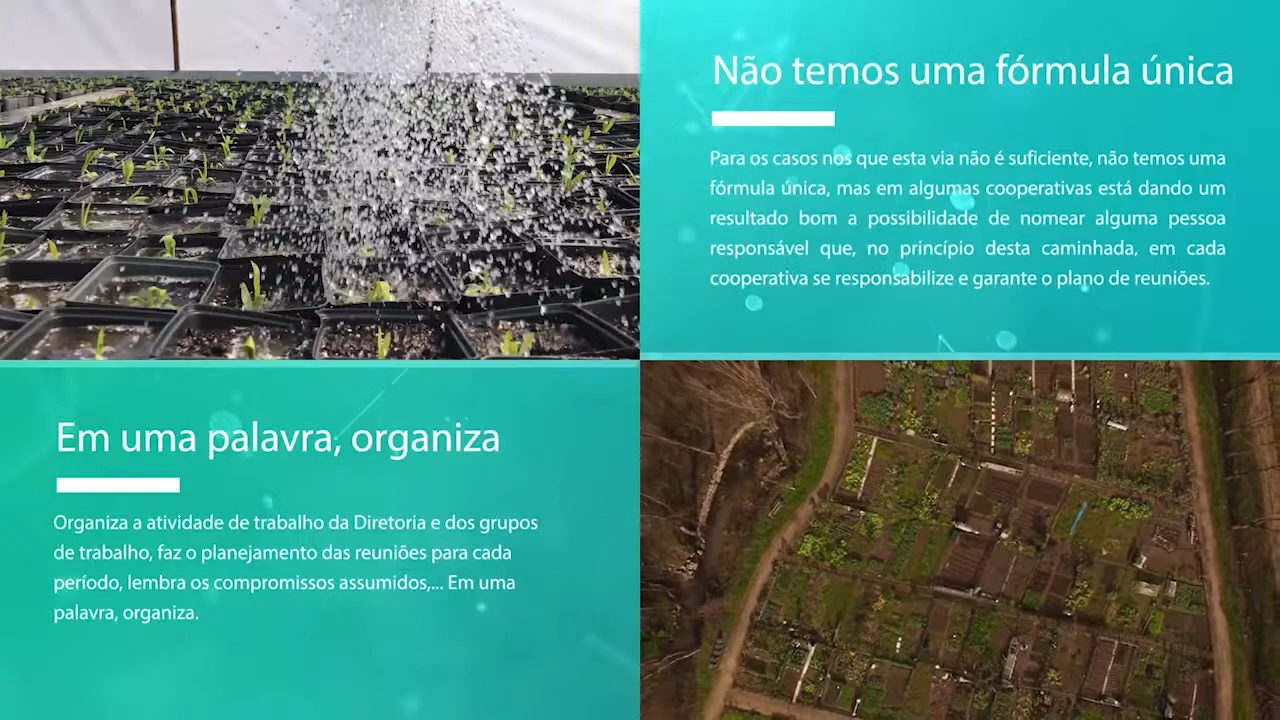 Não temos uma fórmula única
Para os casos nos que esta via não é suficiente, não temos uma
fórmula única, mas em algumas cooperativas está dando um
resultado bom a possibilidade de nomear alguma pessoa
responsável que, no princípio desta caminhada, em cada
cooperativa se responsabilize e garante o plano de reuniões.
Em uma palavra, organiza
Organiza a atividade de trabalho da Diretoria e dos grupos
de trabalho, faz o planejamento das reuniões para cada
período, lembra os compromissos assumidos,... Em uma
palavra, organiza.